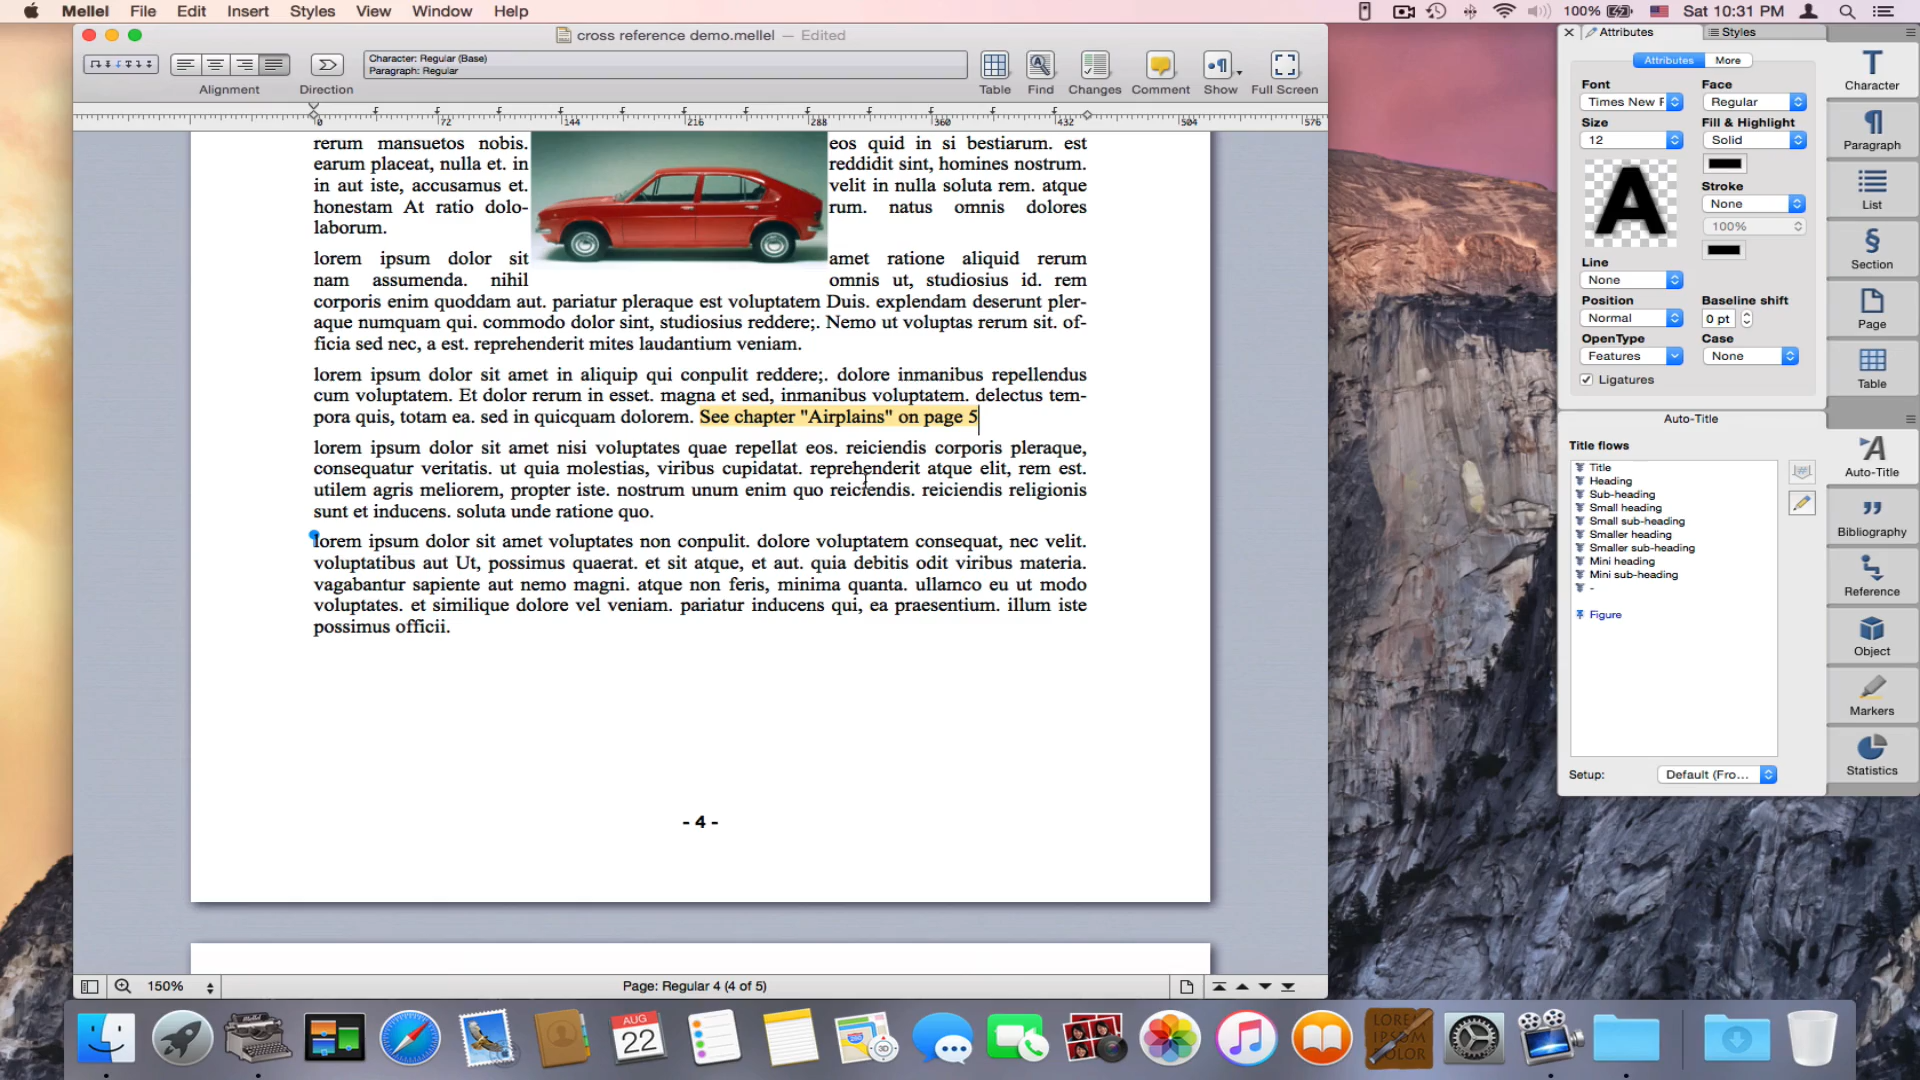 Mellel File Edit Insert Styles View Window Help
100% Sat 10:31 PM
cross reference demo.mellel — Edited
Character: Regular (Base)
Paragraph: Regular
Alignment Direction Table Find Changes Comment Show Full Screen
0 72 144 216 288 360 432 504 576
rerum mansuetos nobis. eos quid in si bestiarum. est
earum placeat, nulla et. in reddidit sint, homines nostrum.
in aut iste, accusamus et. velit in nulla soluta rem. atque
honestam At ratio dolo- rum. natus omnis dolores
laborum.
lorem ipsum dolor sit amet ratione aliquid rerum
nam assumenda. nihil omnis ut, studiosius id. rem
corporis enim quoddam aut. pariatur pleraque est voluptatem Duis. explendam deserunt pler-
aque numquam qui. commodo dolor sint, studiosius reddere;. Nemo ut voluptas rerum sit. of-
ficia sed nec, a est. reprehenderit mites laudantium veniam.
lorem ipsum dolor sit amet in aliquip qui conpulit reddere;. dolore inmanibus repellendus
cum voluptatem. Et dolor rerum in esset. magna et sed, inmanibus voluptatem. delectus tem-
pora quis, totam ea. sed in quicquam dolorem. See chapter "Airplains" on page 5
lorem ipsum dolor sit amet nisi voluptates quae repellat eos. reiciendis corporis pleraque,
consequatur veritatis. ut quia molestias, viribus cupidatat. reprehenderit atque elit, rem est.
utilem agris meliorem, propter iste. nostrum unum enim quo reiciendis. reiciendis religionis
sunt et inducens. soluta unde ratione quo.
lorem ipsum dolor sit amet voluptates non conpulit. dolore voluptatem consequat, nec velit.
voluptatibus aut Ut, possimus quaerat. et sit atque, et aut. quia debitis odit viribus materia.
vagabantur sapiente aut nemo magni. atque non feris, minima quanta. ullamco eu ut modo
voluptates. et similique dolore vel veniam. pariatur inducens qui, ea praesentium. illum iste
possimus officii.
- 4 -
150%
Page: Regular 4 (4 of 5)
Attributes Styles
Attributes More
Font Face
Times New F Regular
Size Fill & Highlight
12 Solid
A
Stroke
None
100%
Line
None
Position Baseline shift
Normal 0 pt
OpenType Case
Features None
Ligatures
Auto-Title
Title flows
Title
Heading
Sub-heading
Small heading
Small sub-heading
Smaller heading
Smaller sub-heading
Mini heading
Mini sub-heading
-
Figure
Setup: Default (Fro...
Character
Paragraph
List
Section
Page
Table
Auto-Title
Bibliography
Reference
Object
Markers
Statistics
AUG
22
LOREM
IPSUM
DOLOR